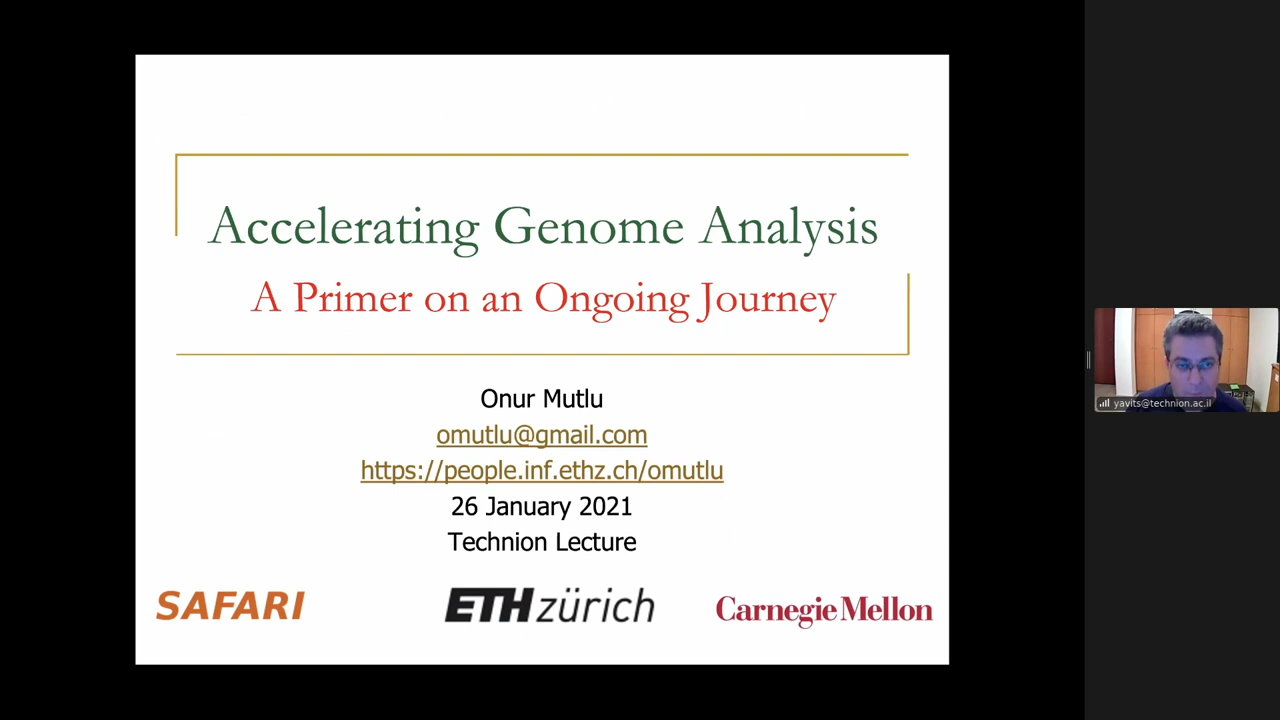 Accelerating Genome Analysis
A Primer on an Ongoing Journey
Onur Mutlu
omutlu@gmail.com
https://people.inf.ethz.ch/omutlu
26 January 2021
Technion Lecture
SAFARI
ETH zürich
Carnegie Mellon
yavits@technion.ac.il